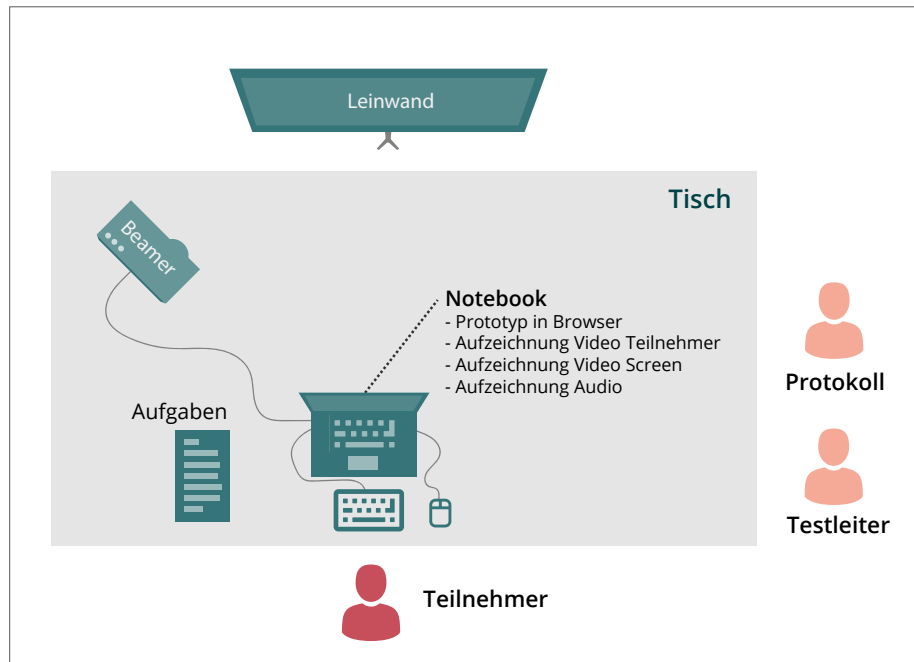 Leinwand
Tisch
Beamer
Notebook
- Prototyp in Browser
- Aufzeichnung Video Teilnehmer
- Aufzeichnung Video Screen
- Aufzeichnung Audio
Protokoll
Aufgaben
Testleiter
Teilnehmer